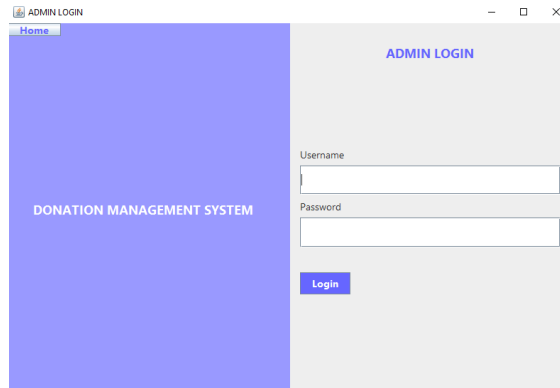 ADMIN LOGIN
Home
ADMIN LOGIN
Username
DONATION MANAGEMENT SYSTEM
Password
Login